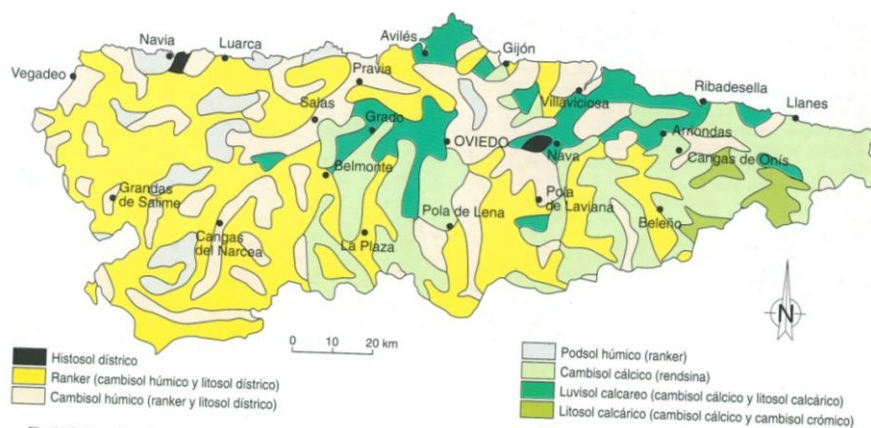 Navia
Luarca
Avilés
Gijón
Vegadeo
Pravia
Ribadesella
Salas
Villaviciosa
Llanes
Grado
OVIEDO
Nava
Arriondas
Cangas de Onís
Belmonte
Grandas
de Salime
Pola
de Laviana
Pola de Lena
Beleño
Cangas
del Narcea
La Plaza
N
0 10 20 km
Histosol dístrico
Ranker (cambisol húmico y litosol dístrico)
Cambisol húmico (ranker y litosol dístrico)
Podsol húmico (ranker)
Cambisol cálcico (rendsina)
Luvisol calcareo (cambisol cálcico y litosol calcárico)
Litosol calcárico (cambisol cálcico y cambisol crómico)